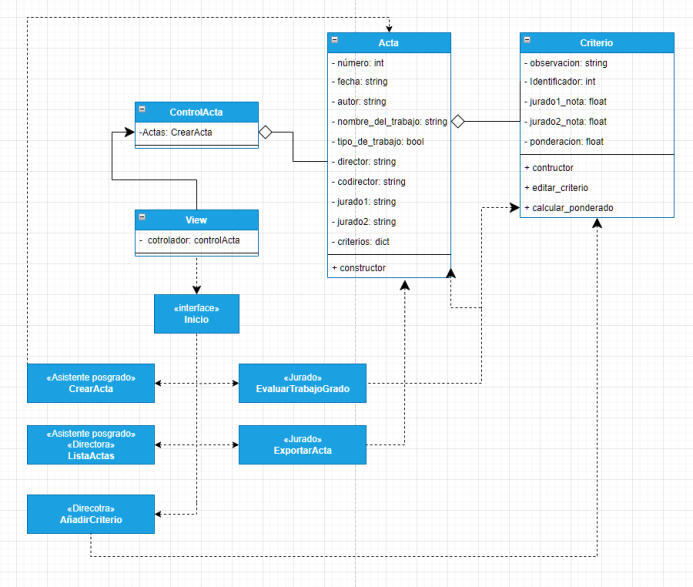 Acta
- número: int
- fecha: string
- autor: string
- nombre_del_trabajo: string
- tipo_de_trabajo: bool
- director: string
- codirector: string
- jurado1: string
- jurado2: string
- criterios: dict
+ constructor
Criterio
- observacion: string
- Identificador: int
- jurado1_nota: float
- jurado2_nota: float
- ponderacion: float
+ contructor
+ editar_criterio
+ calcular_ponderado
ControlActa
-Actas: CrearActa
View
- cotrolador: controlActa
«interface»
Inicio
«Asistente posgrado»
CrearActa
«Jurado»
EvaluarTrabajoGrado
«Asistente posgrado»
«Directora»
ListaActas
«Jurado»
ExportarActa
«Direcotra»
AñadirCriterio